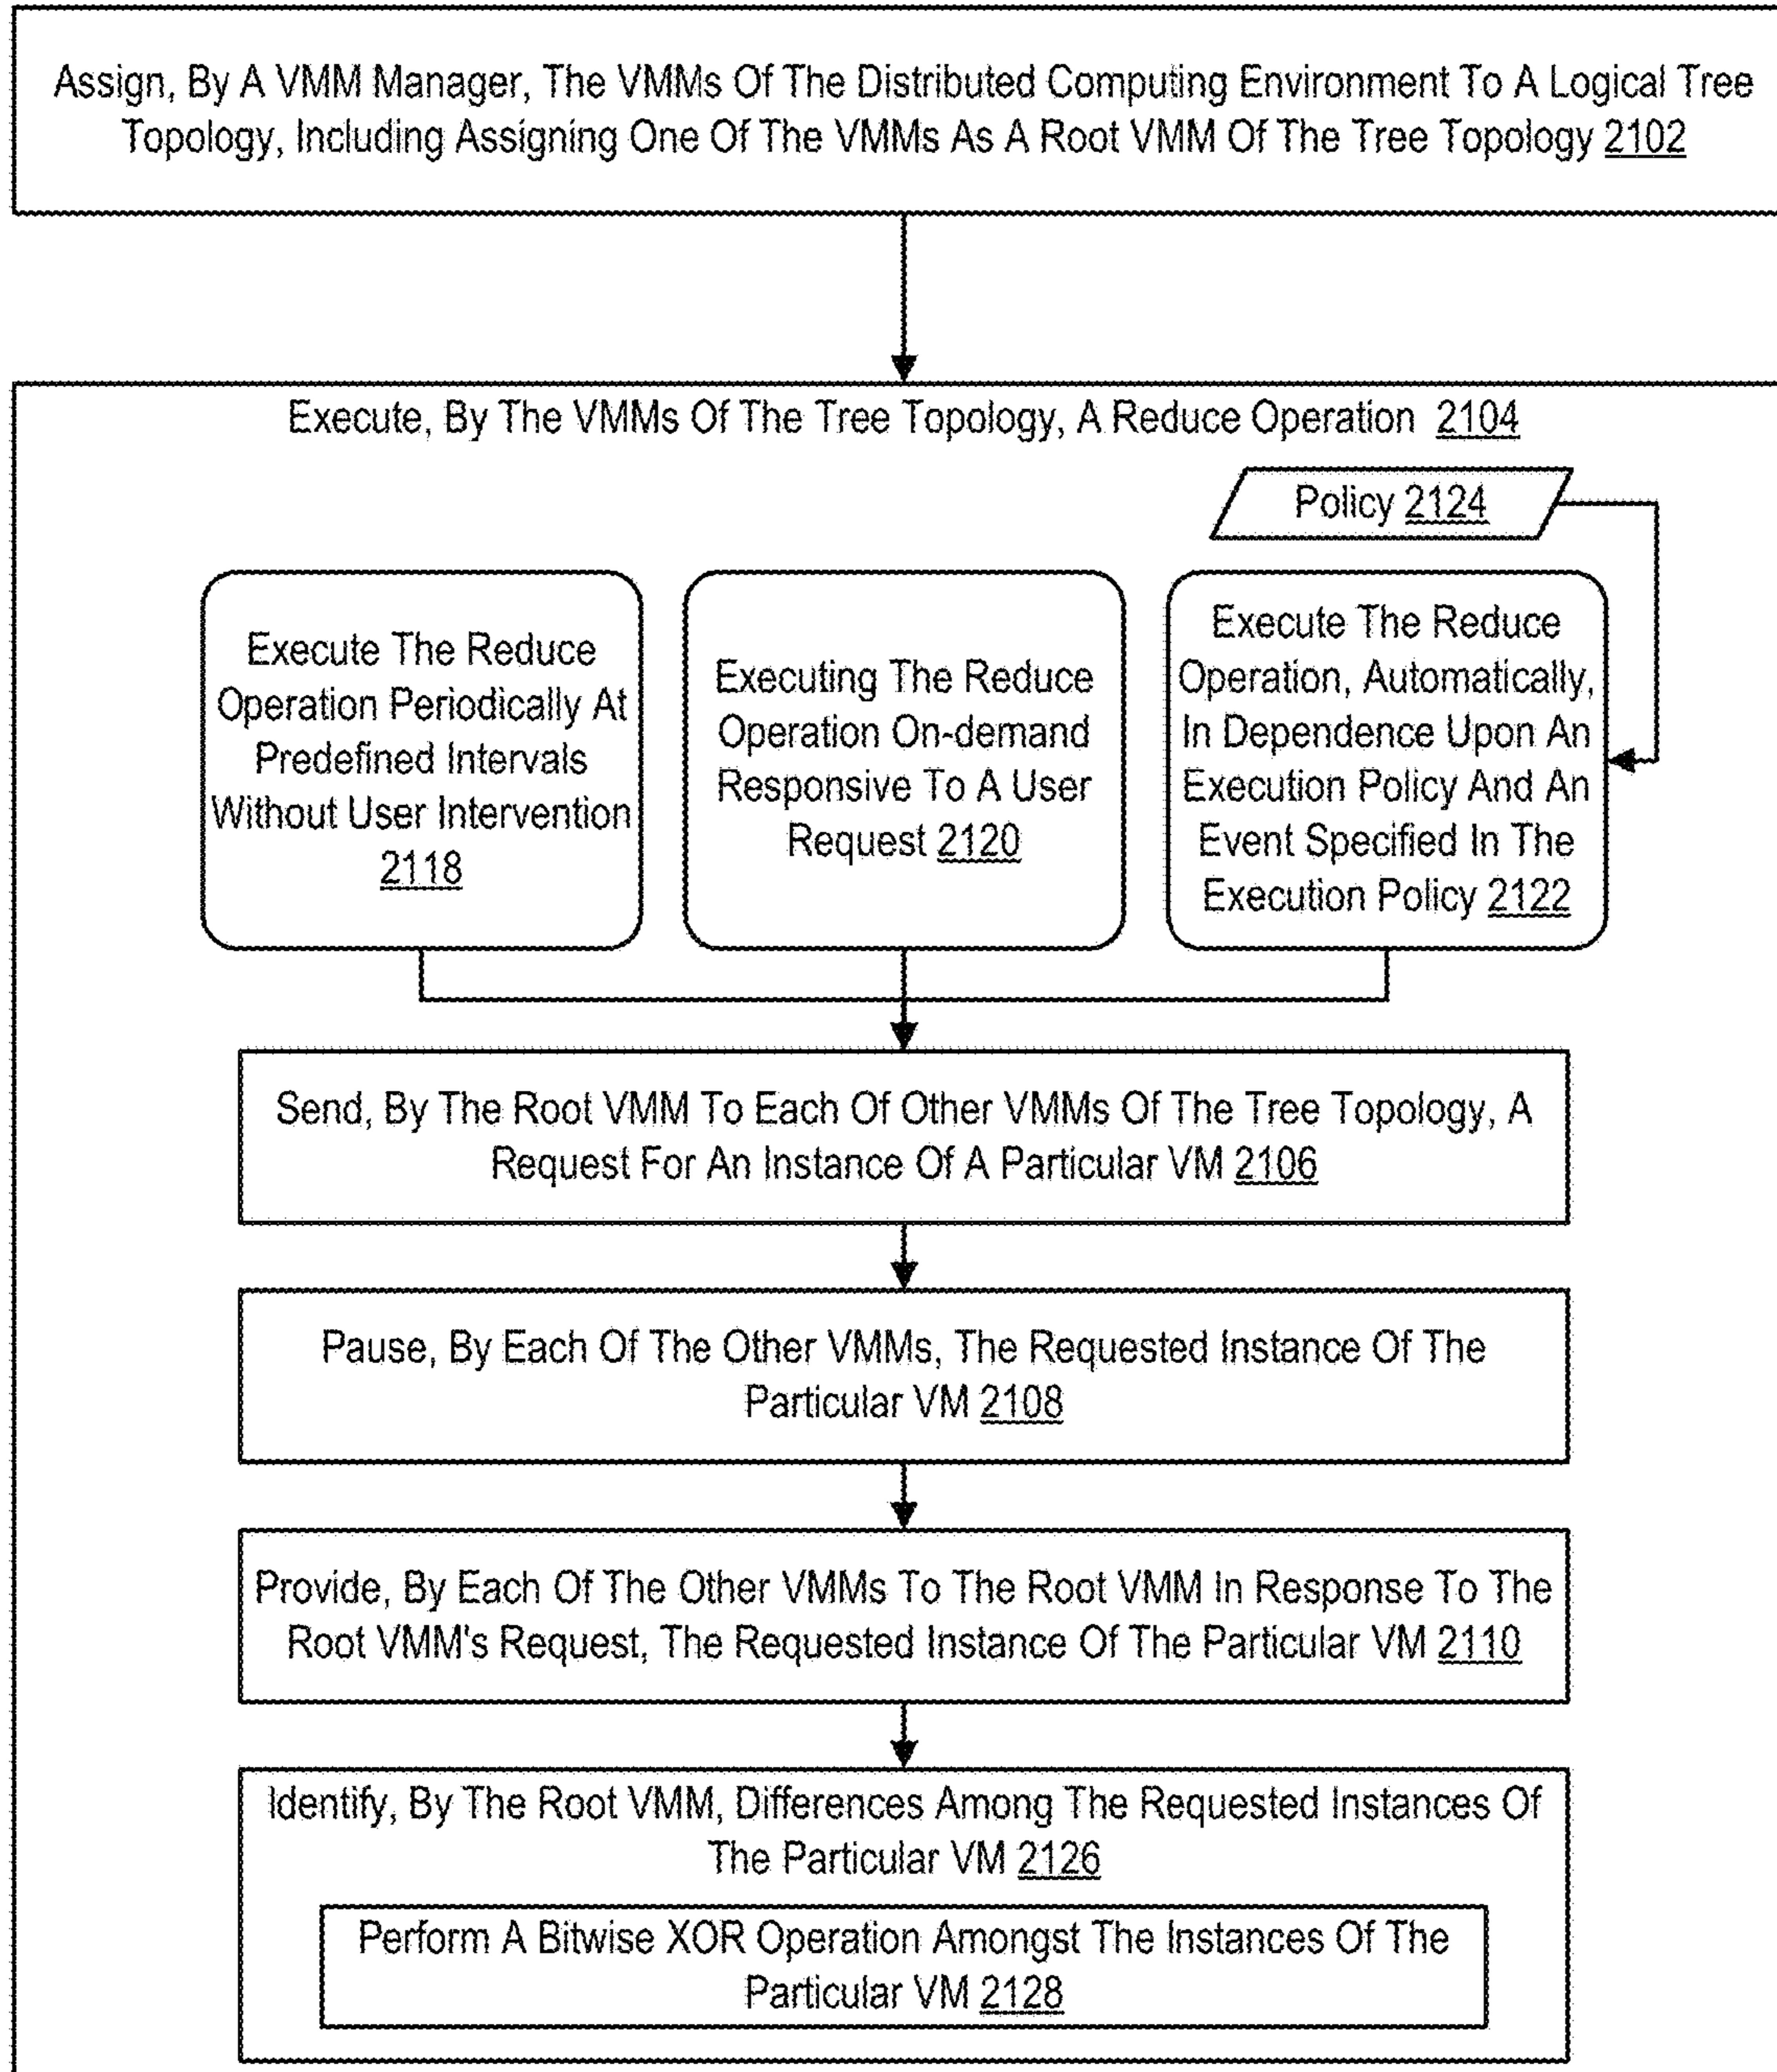 Assign, By A VMM Manager, The VMMs Of The Distributed Computing Environment To A Logical Tree
Topology, Including Assigning One Of The VMMs As A Root VMM Of The Tree Topology 2102
Execute, By The VMMs Of The Tree Topology, A Reduce Operation 2104
Policy 2124
Execute The Reduce
Operation Periodically At
Predefined Intervals
Without User Intervention
2118
Executing The Reduce
Operation On-demand
Responsive To A User
Request 2120
Execute The Reduce
Operation, Automatically,
In Dependence Upon An
Execution Policy And An
Event Specified In The
Execution Policy 2122
Send, By The Root VMM To Each Of Other VMMs Of The Tree Topology, A
Request For An Instance Of A Particular VM 2106
Pause, By Each Of The Other VMMs, The Requested Instance Of The
Particular VM 2108
Provide, By Each Of The Other VMMs To The Root VMM In Response To The
Root VMM's Request, The Requested Instance Of The Particular VM 2110
Identify, By The Root VMM, Differences Among The Requested Instances Of
The Particular VM 2126
Perform A Bitwise XOR Operation Amongst The Instances Of The
Particular VM 2128